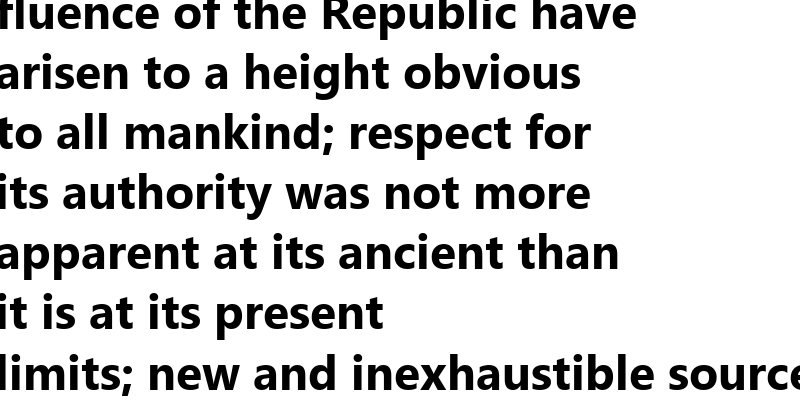 fluence of the Republic have
arisen to a height obvious
to all mankind; respect for
its authority was not more
apparent at its ancient than
it is at its present
limits; new and inexhaustible source